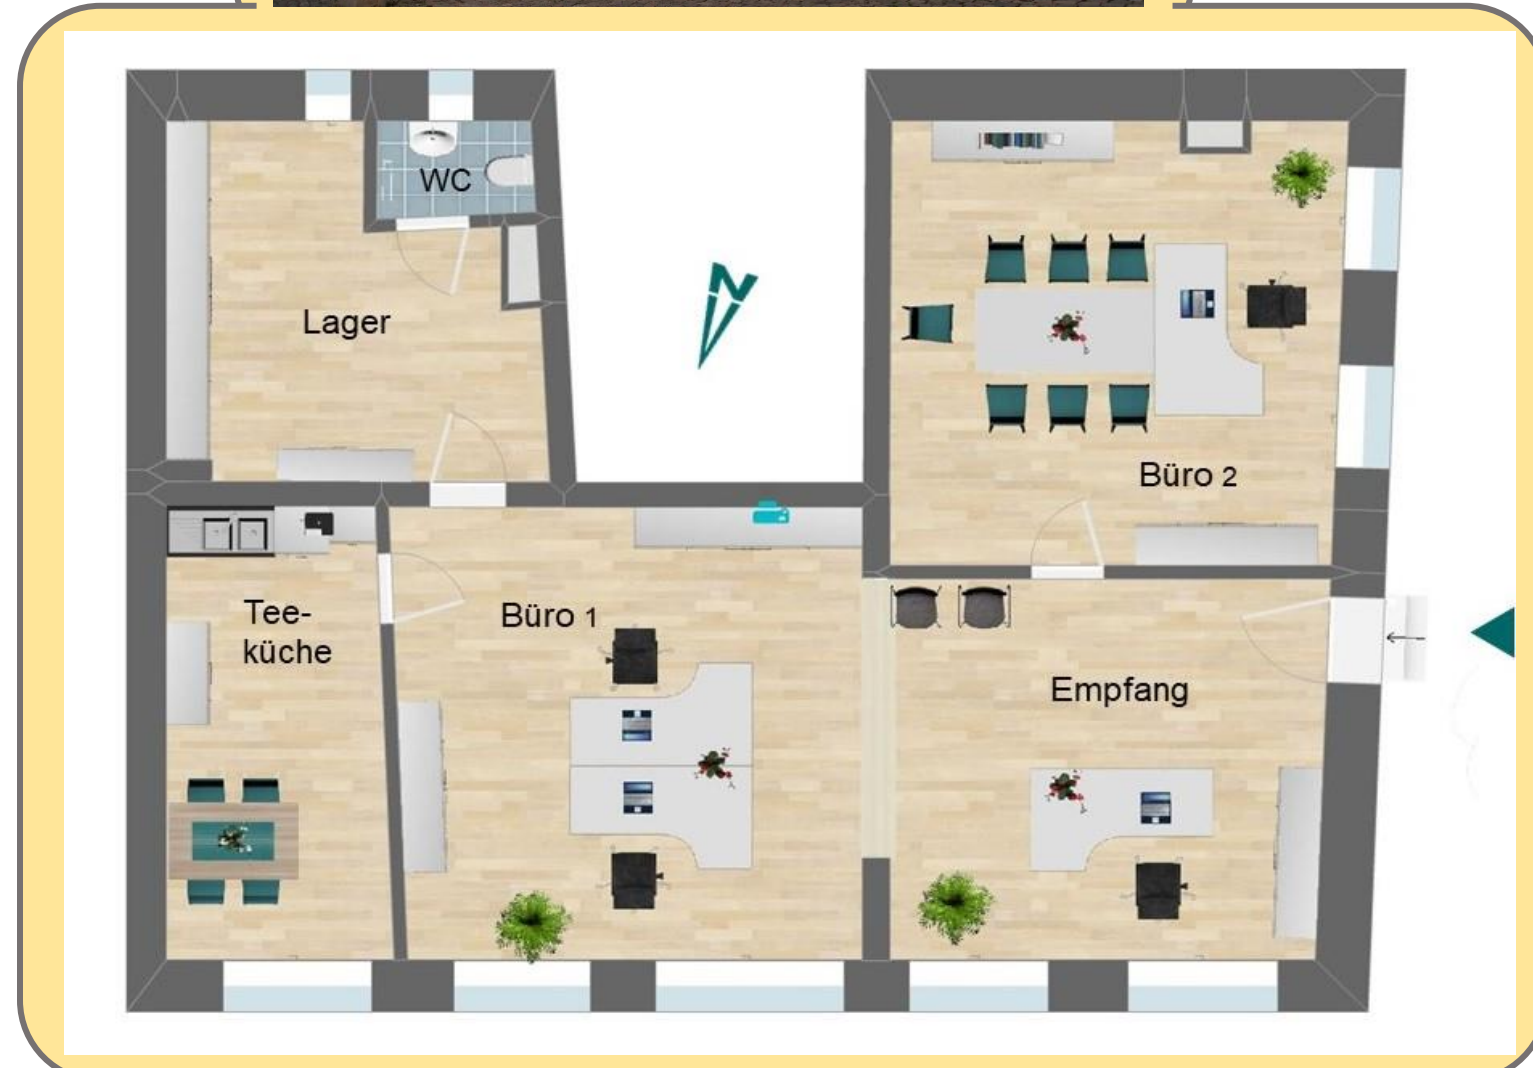 WC
Lager
N
Büro 2
Tee-
küche
Büro 1
Empfang